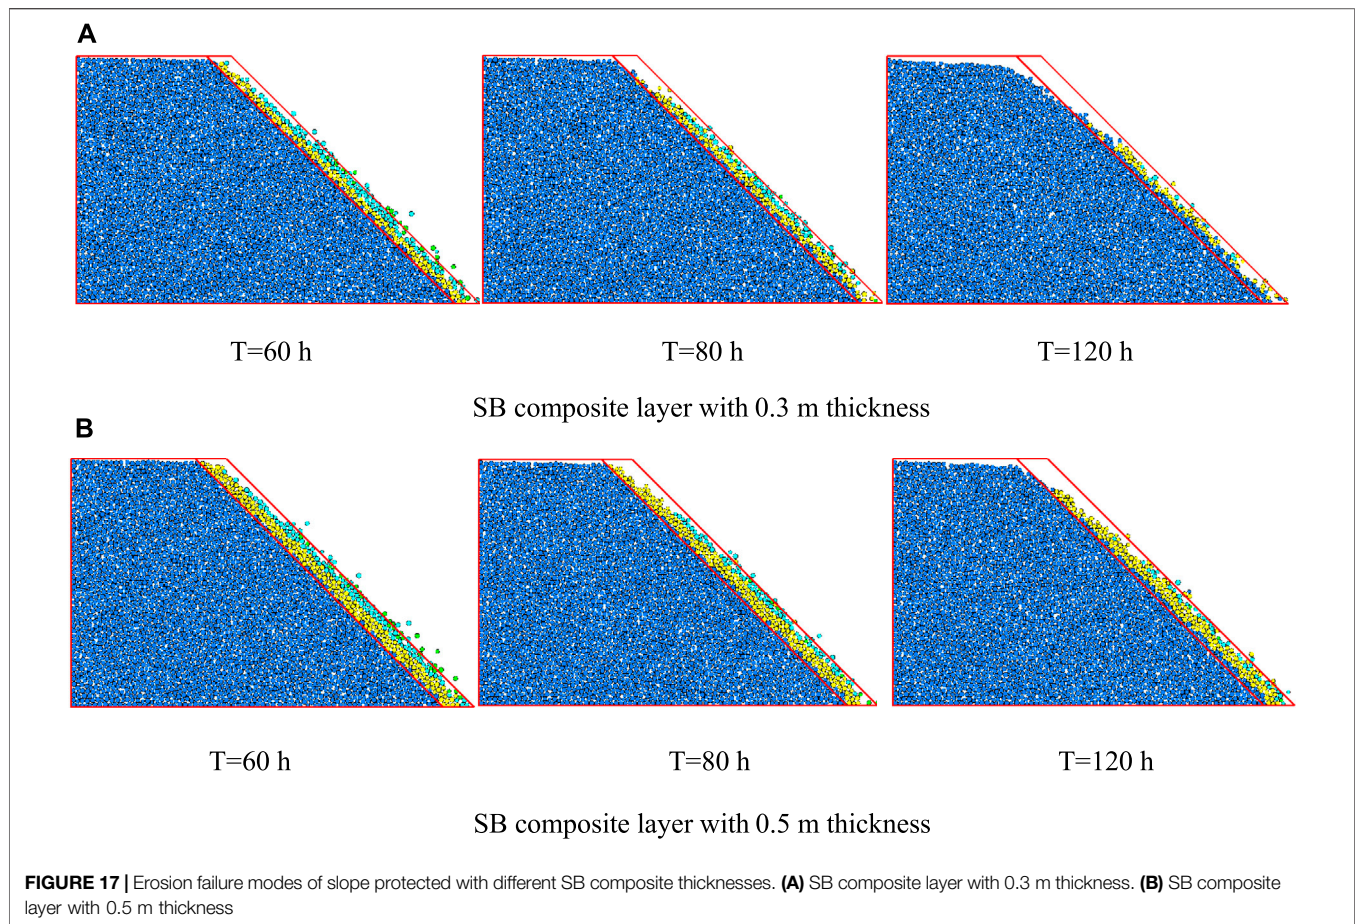 A
T=60 h
T=80 h
T=120 h
SB composite layer with 0.3 m thickness
B
T=60 h
T=80 h
T=120 h
SB composite layer with 0.5 m thickness
FIGURE 17 | Erosion failure modes of slope protected with different SB composite thicknesses. (A) SB composite layer with 0.3 m thickness. (B) SB composite
layer with 0.5 m thickness